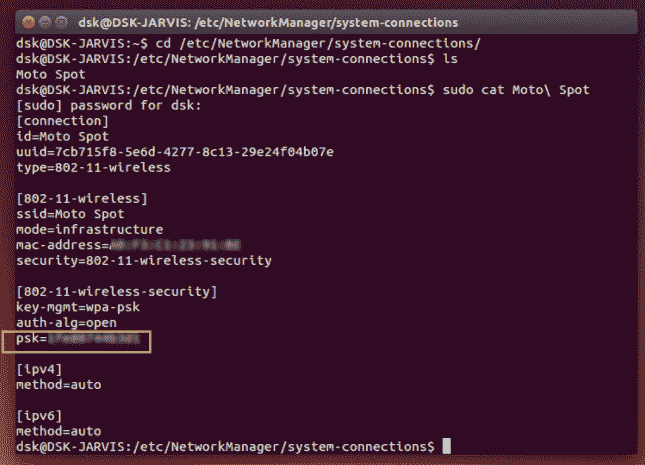 dsk@DSK-JARVIS: /etc/NetworkManager/system-connections
dsk@DSK-JARVIS:~$ cd /etc/NetworkManager/system-connections/
dsk@DSK-JARVIS:/etc/NetworkManager/system-connections$ ls
Moto Spot
dsk@DSK-JARVIS:/etc/NetworkManager/system-connections$ sudo cat Moto\ Spot
[sudo] password for dsk:
[connection]
id=Moto Spot
uuid=7cb715f8-5e6d-4277-8c13-29e24f04b07e
type=802-11-wireless
[802-11-wireless]
ssid=Moto Spot
mode=infrastructure
mac-address=
security=802-11-wireless-security
[802-11-wireless-security]
key-mgmt=wpa-psk
auth-alg=open
psk=
[ipv4]
method=auto
[ipv6]
method=auto
dsk@DSK-JARVIS:/etc/NetworkManager/system-connections$